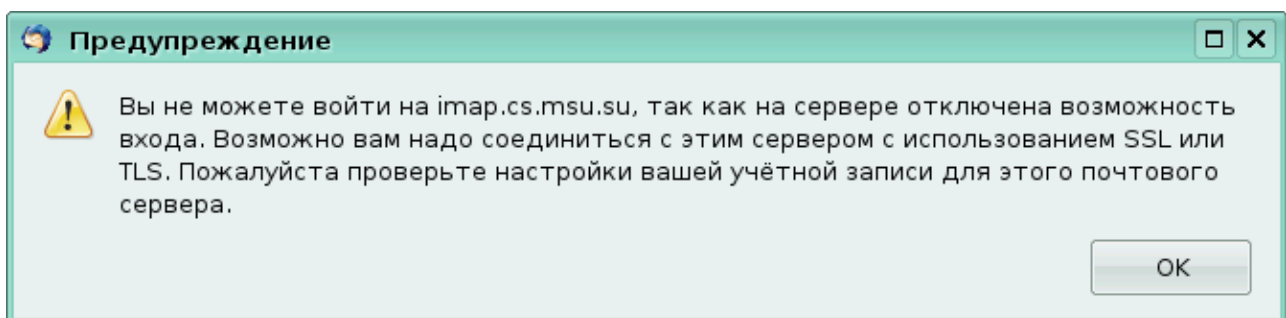 Предупреждение
Вы не можете войти на imap.cs.msu.su, так как на сервере отключена возможность
входа. Возможно вам надо соединиться с этим сервером с использованием SSL или
TLS. Пожалуйста проверьте настройки вашей учётной записи для этого почтового
сервера.
OK